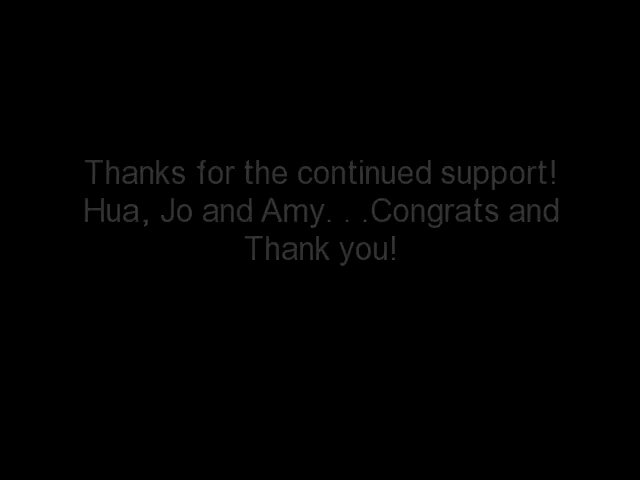 Thanks for the continued support!
Hua, Jo and Amy. . .Congrats and
Thank you!